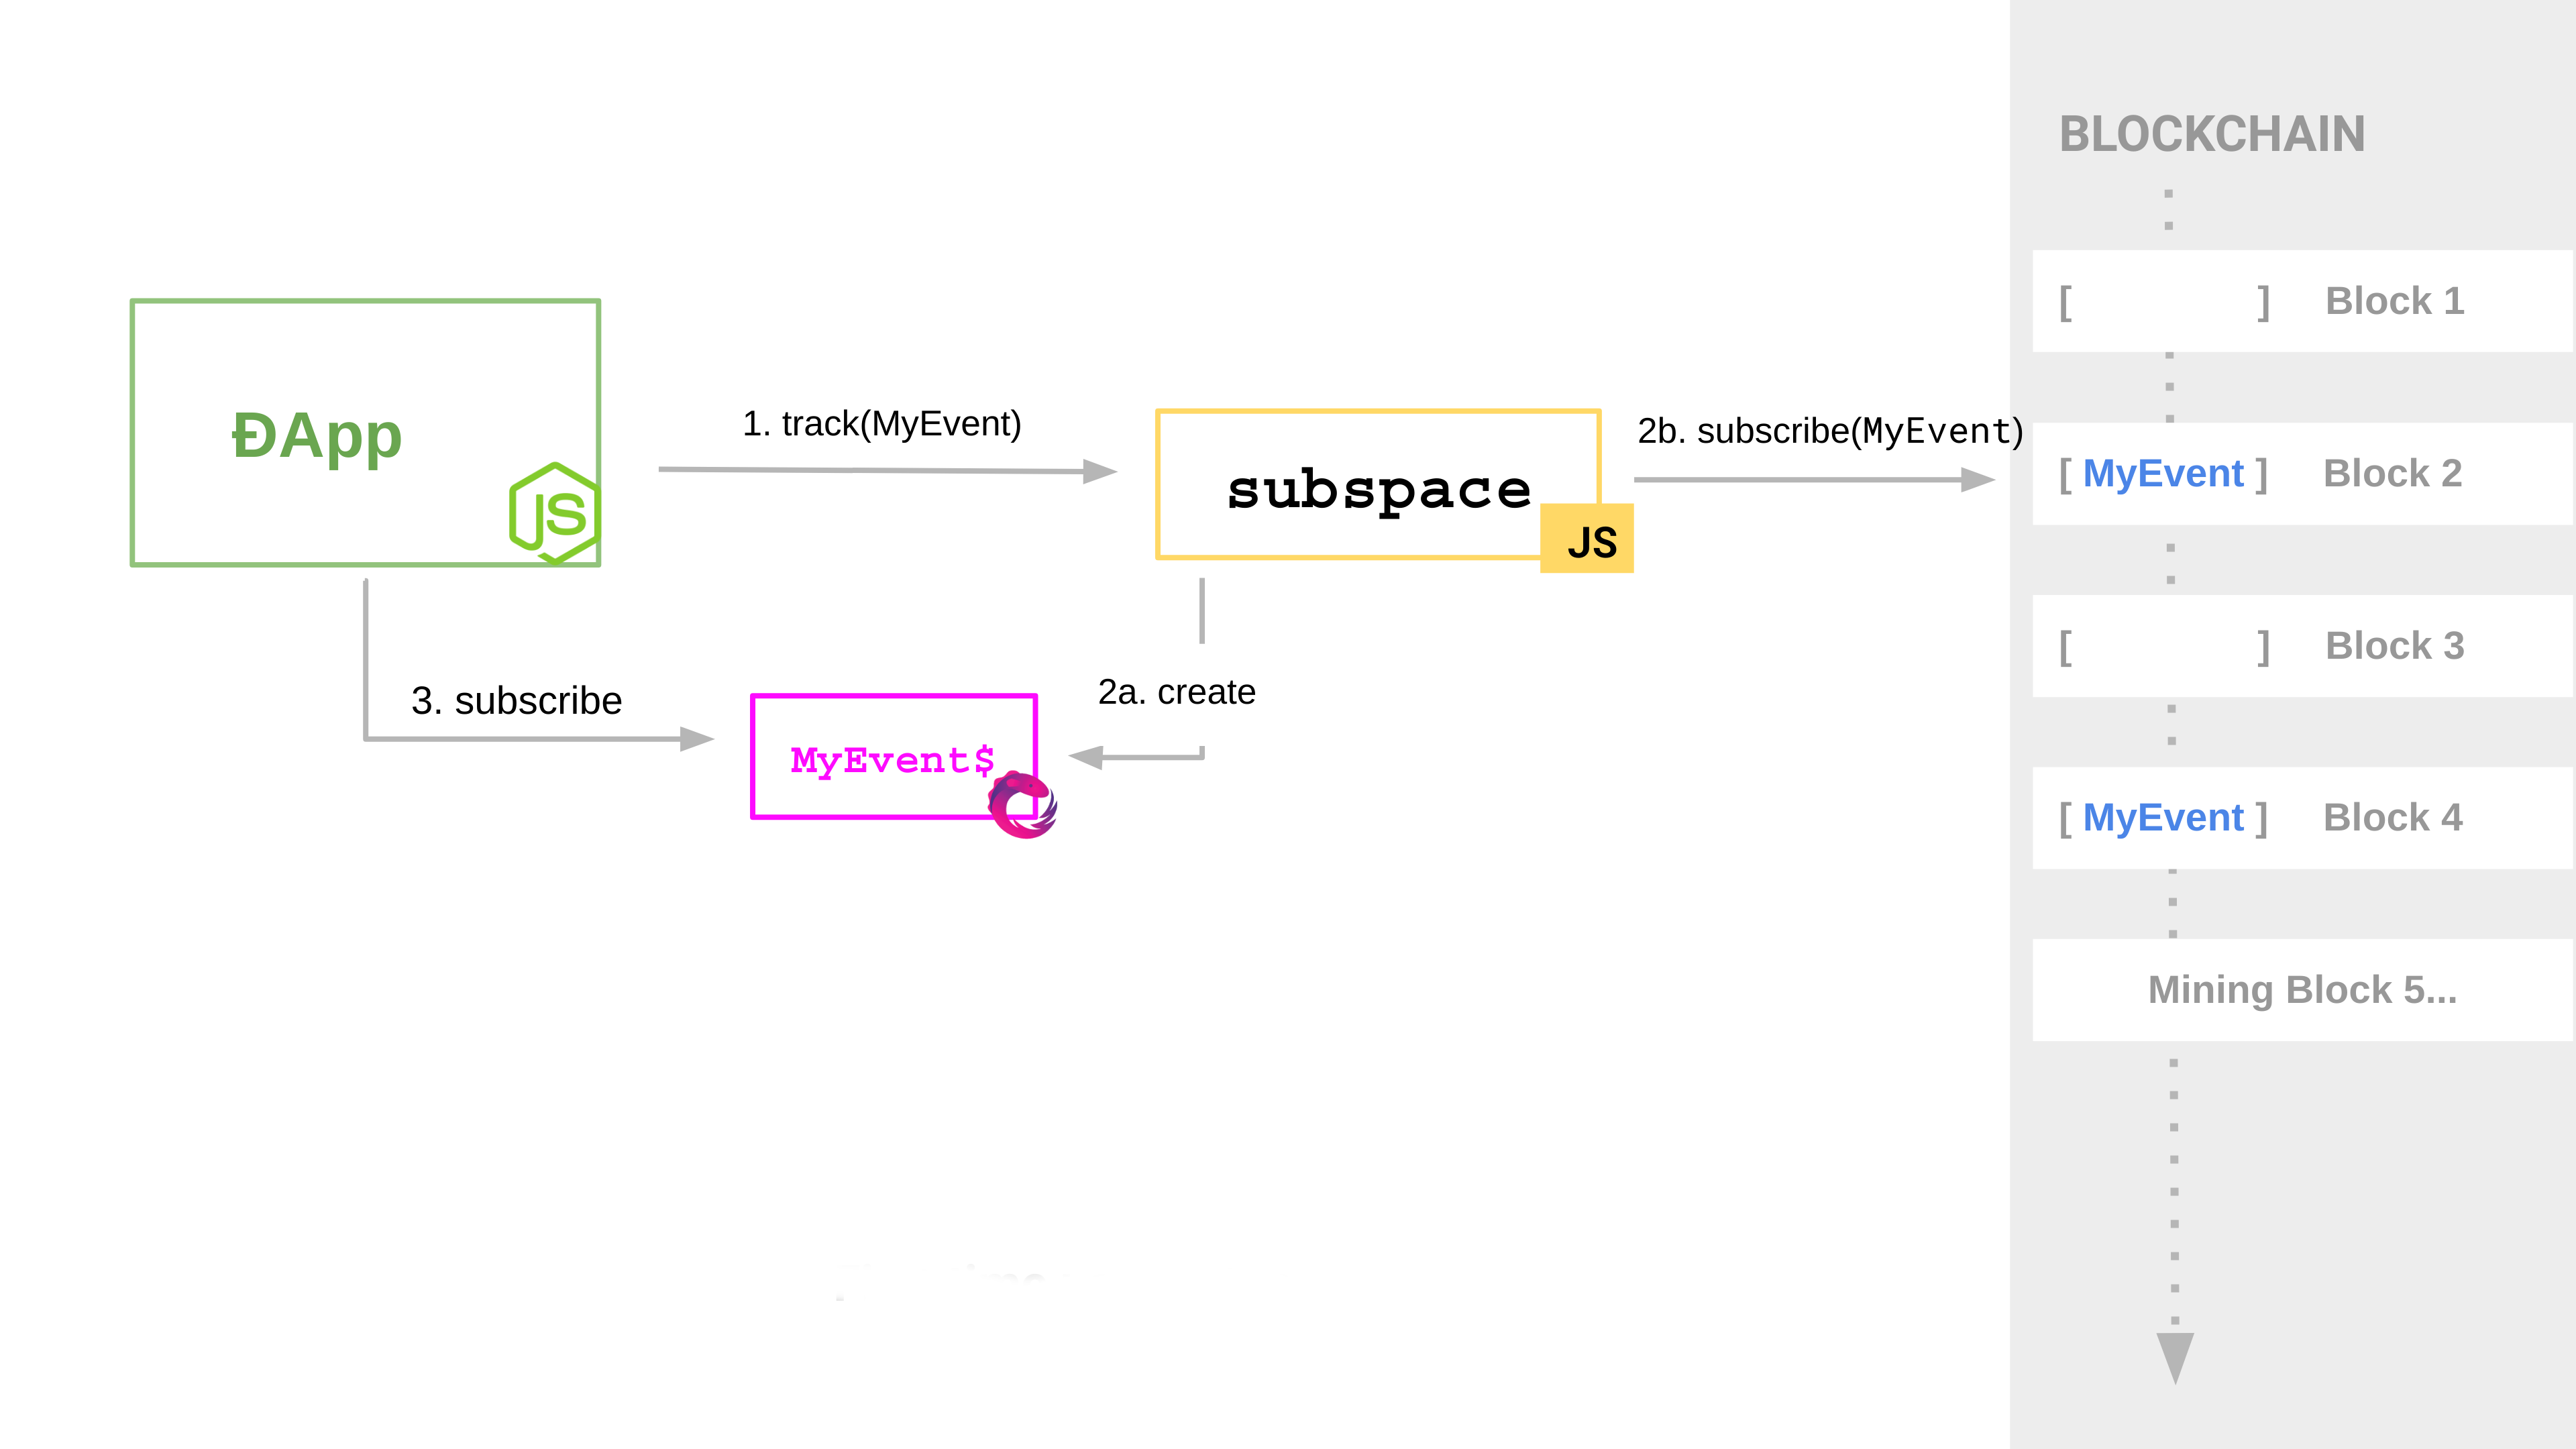 BLOCKCHAIN
[ ] Block 1
ĐApp
JS
1. track(MyEvent)
subspace
JS
2b. subscribe(MyEvent)
[ MyEvent ] Block 2
[ ] Block 3
3. subscribe
2a. create
MyEvent$
[ MyEvent ] Block 4
Mining Block 5...